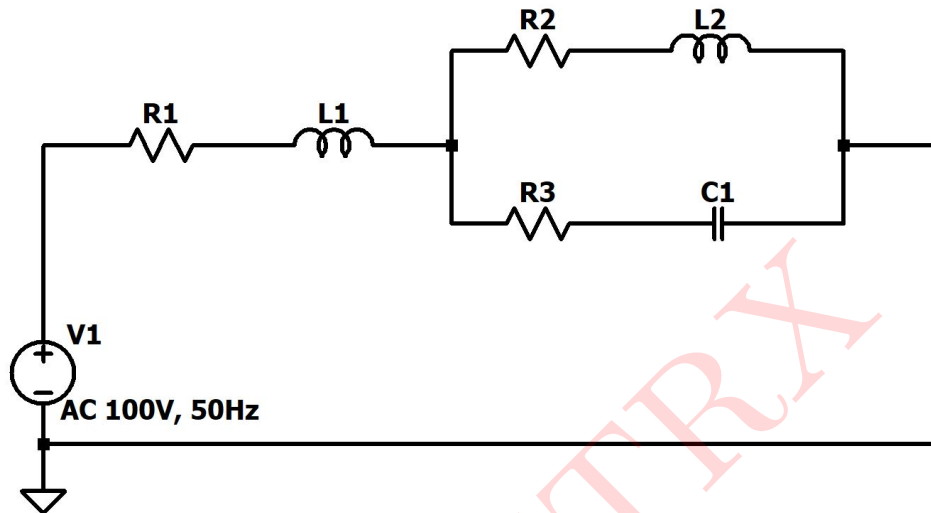 R2
L2
R1
L1
R3
C1
V1
AC 100V, 50Hz
TRX